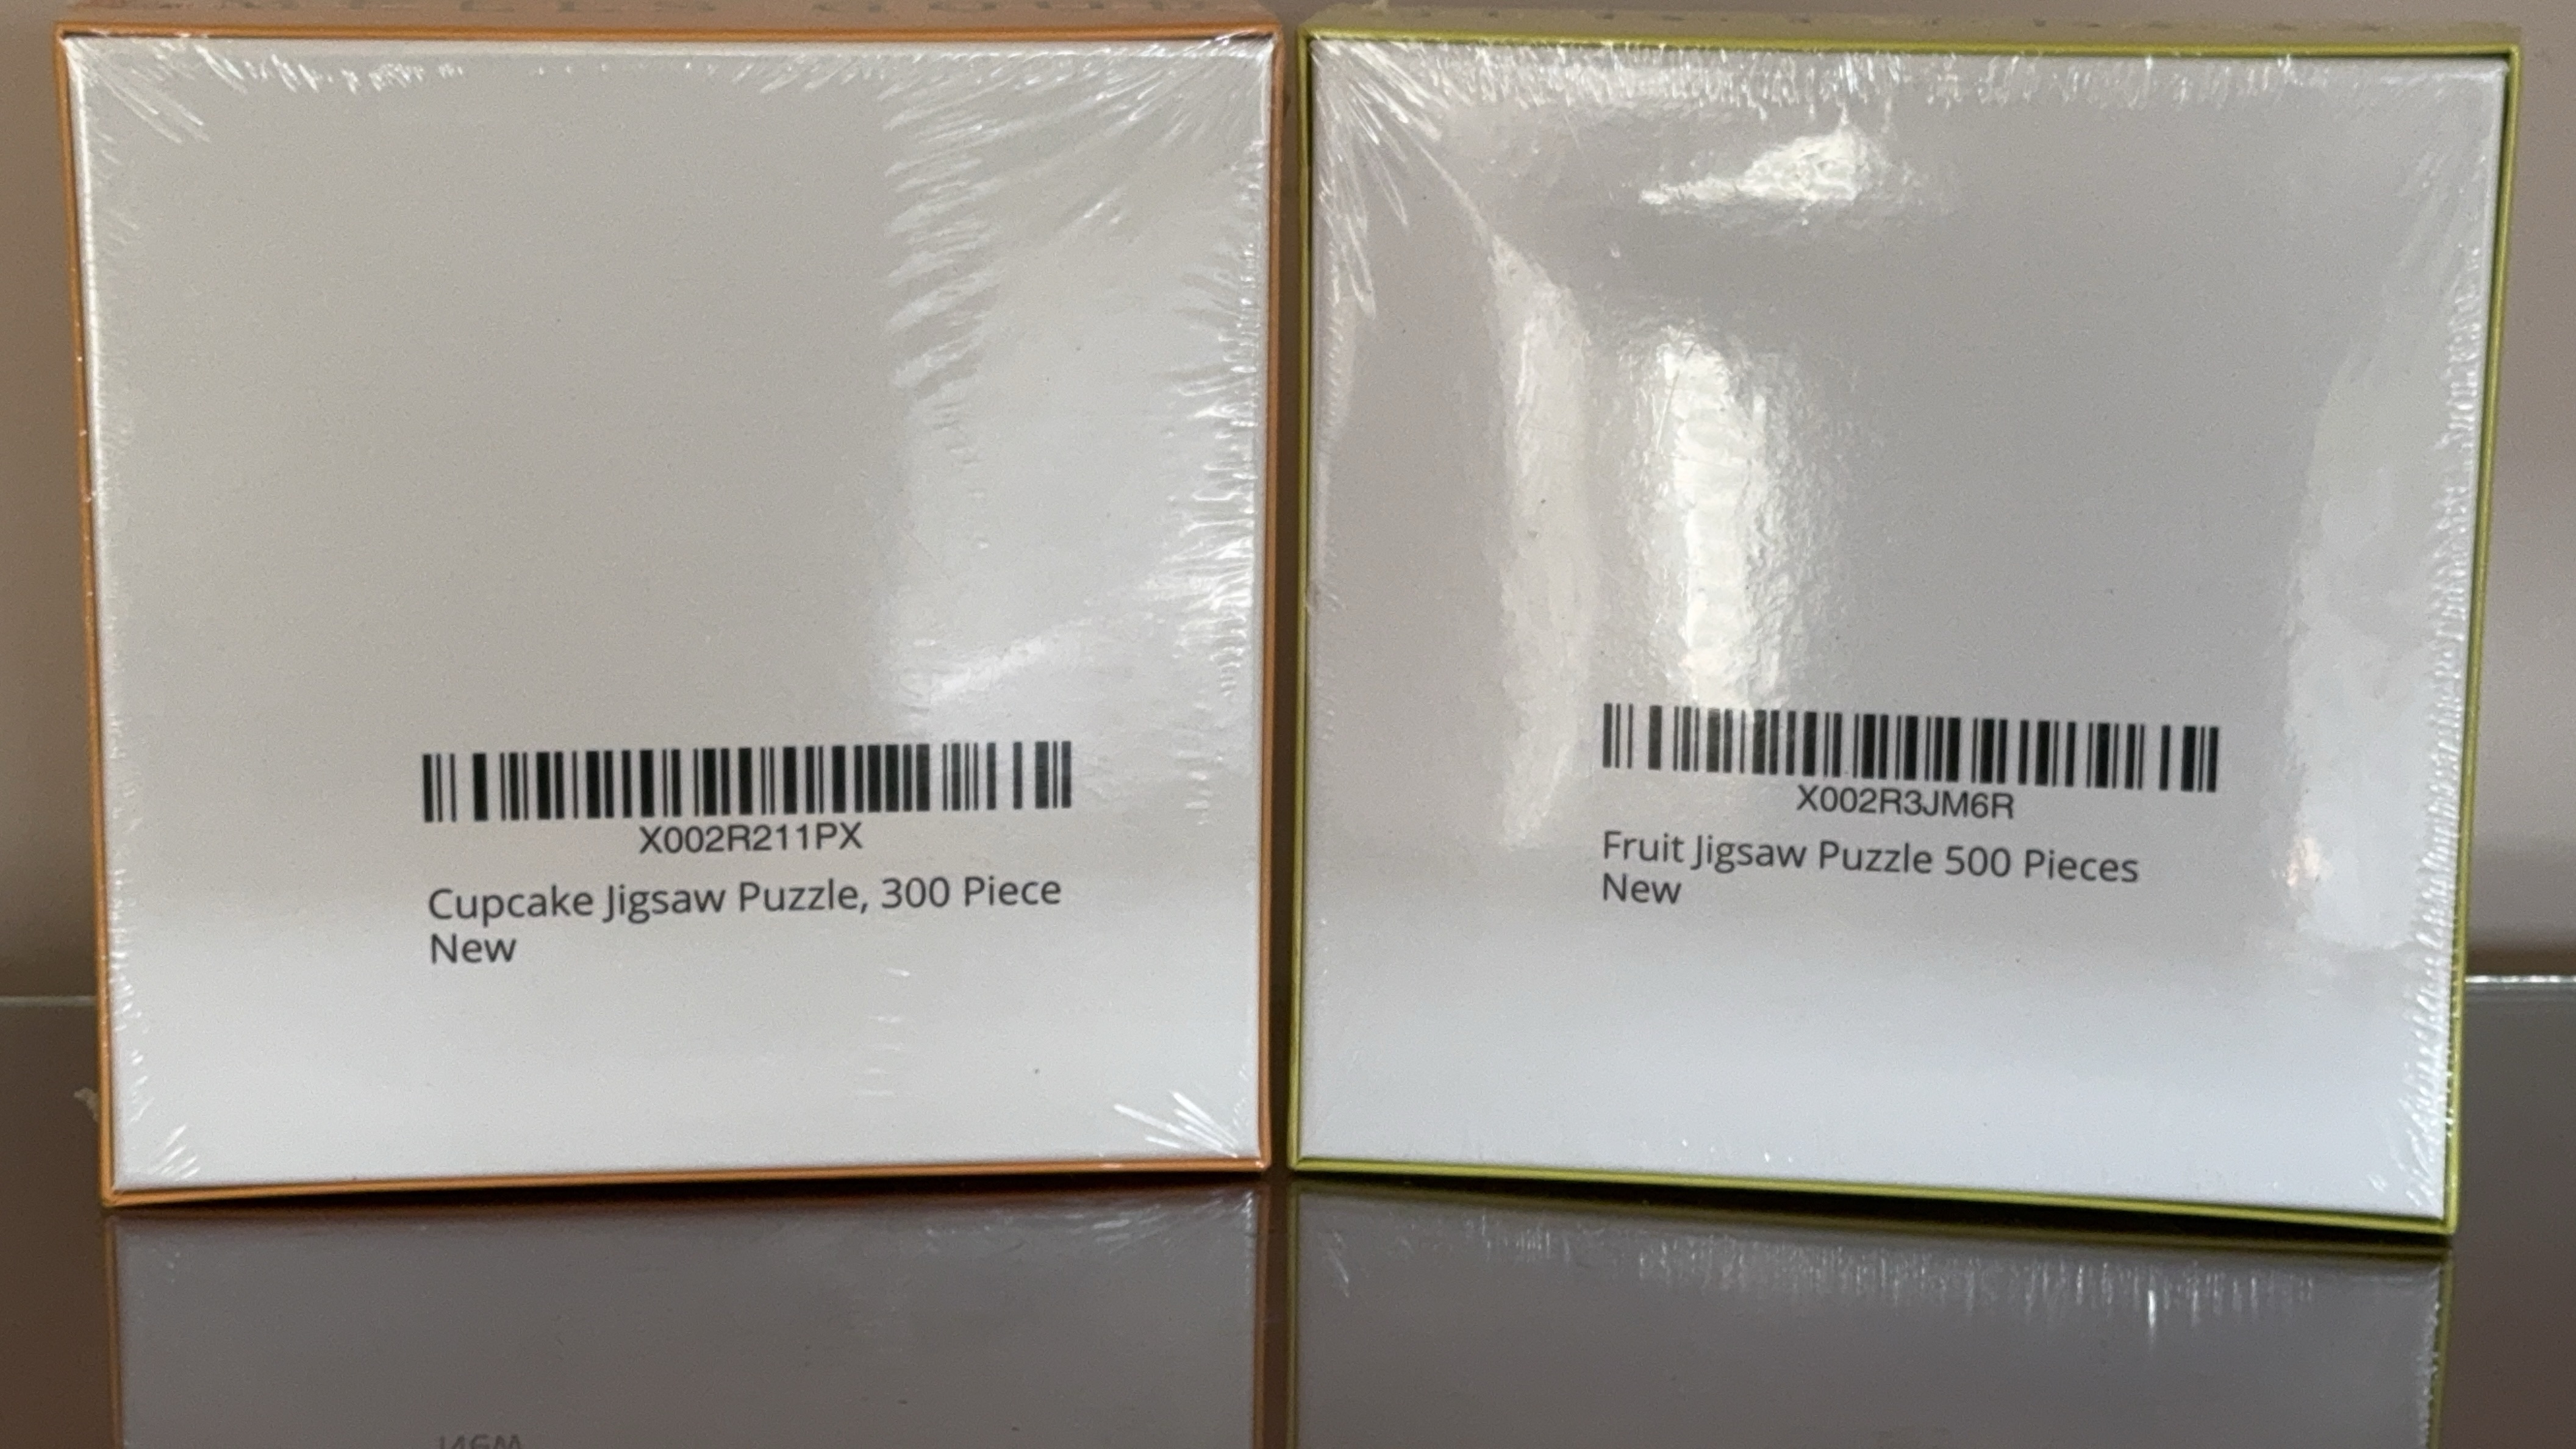 X002R211PX
Cupcake Jigsaw Puzzle, 300 Piece
New
X002R3JM6R
Fruit Jigsaw Puzzle 500 Pieces
New